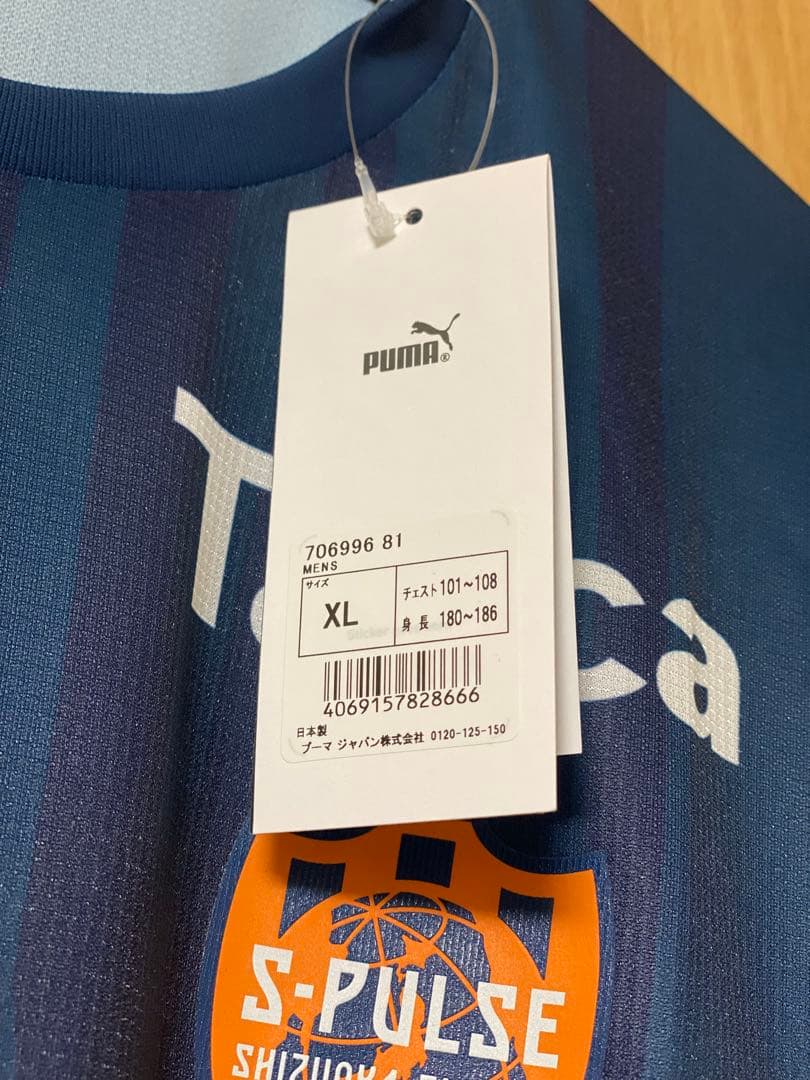 PUMA®
706996 81
MENS
サイズ
XL
チェスト 101~108
身長 180~186
4069157828666
日本製
プーマ ジャパン株式会社 0120-125-150
S-PULSE